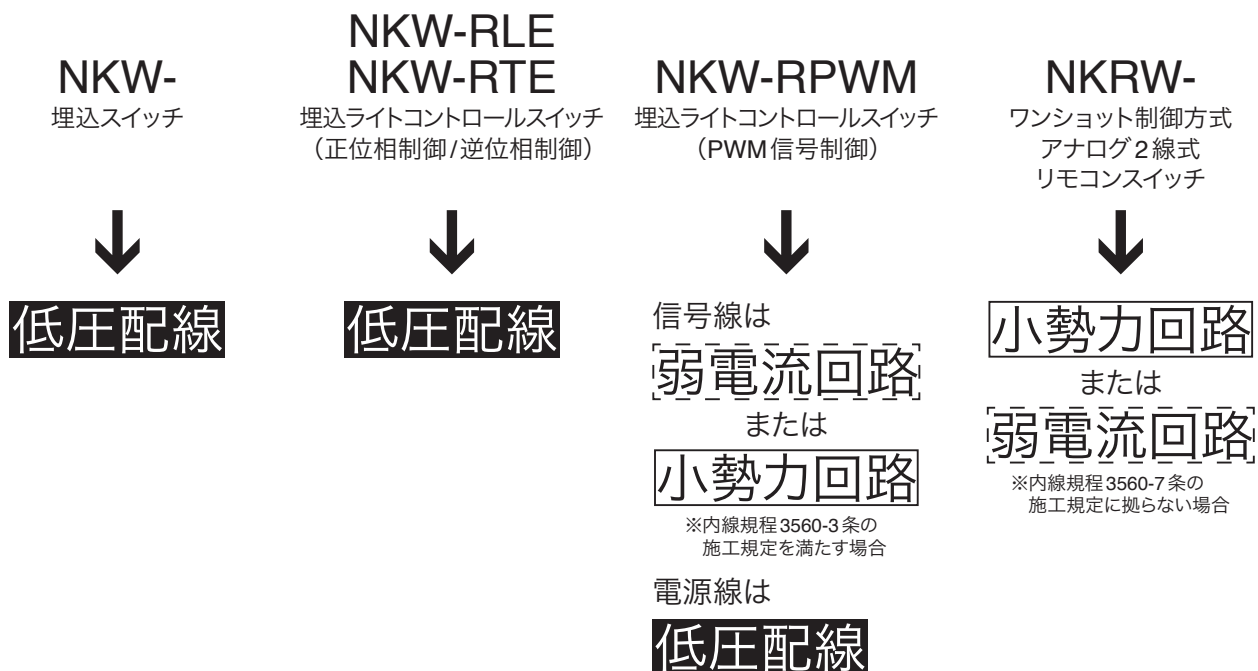 NKW-
埋込スイッチ
低圧配線
NKW-RLE
NKW-RTE
埋込ライトコントロールスイッチ
（正位相制御/逆位相制御）
低圧配線
NKW-RPWM
埋込ライトコントロールスイッチ
（PWM信号制御）
信号線は
弱電流回路
または
小勢力回路
※内線規程3560-3条の
施工規定を満たす場合
電源線は
低圧配線
NKRW-
ワンショット制御方式
アナログ2線式
リモコンスイッチ
小勢力回路
または
弱電流回路
※内線規程3560-7条の
施工規定に拠らない場合